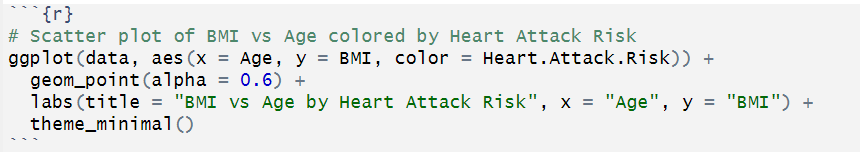 ```{r}
# Scatter plot of BMI vs Age colored by Heart Attack Risk
ggplot(data, aes(x = Age, y = BMI, color = Heart.Attack.Risk)) +
  geom_point(alpha = 0.6) +
  labs(title = "BMI vs Age by Heart Attack Risk", x = "Age", y = "BMI") +
  theme_minimal()
```